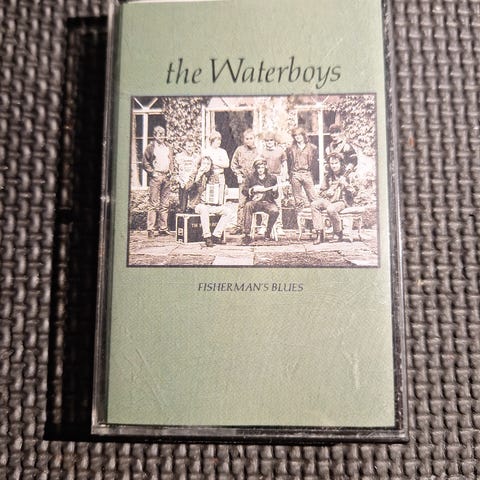 the Waterboys
FISHERMAN'S BLUES